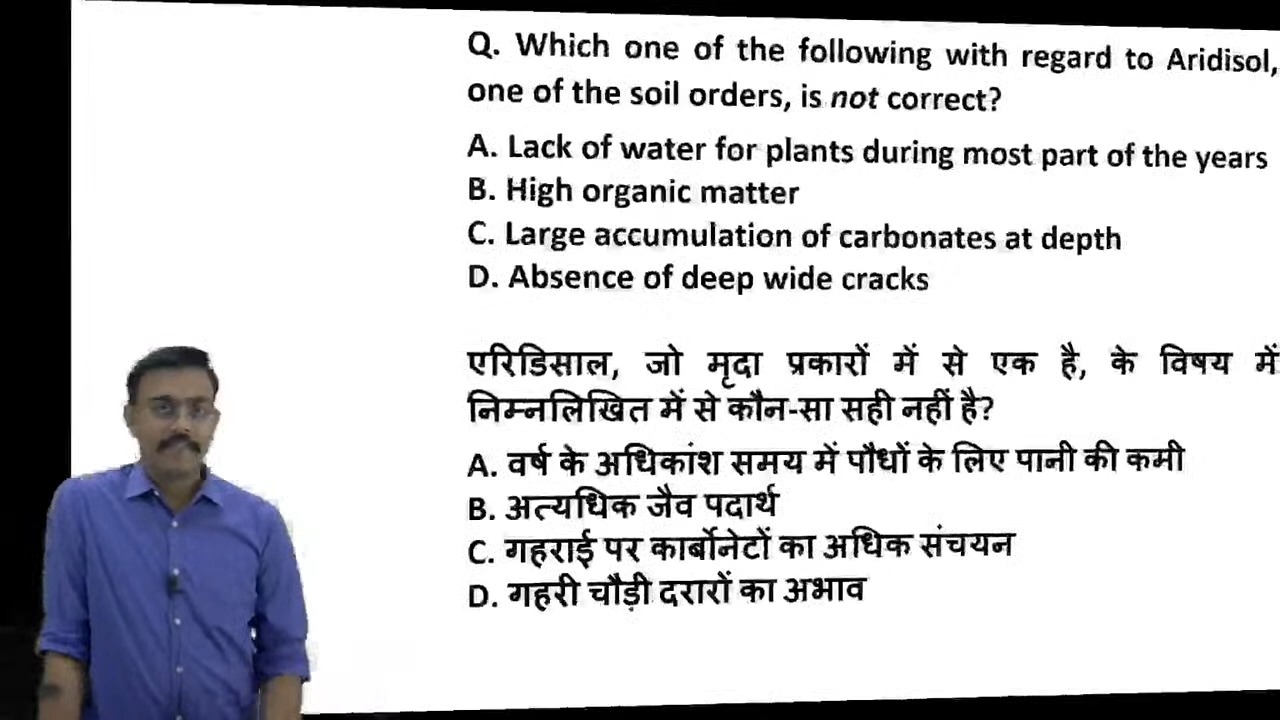 Q. Which one of the following with regard to Aridisol,
one of the soil orders, is not correct?
A. Lack of water for plants during most part of the years
B. High organic matter
C. Large accumulation of carbonates at depth
D. Absence of deep wide cracks
एरिडिसाल, जो मृदा प्रकारों में से एक है, के विषय में
निम्नलिखित में से कौन-सा सही नहीं है?
A. वर्ष के अधिकांश समय में पौधों के लिए पानी की कमी
B. अत्यधिक जैव पदार्थ
C. गहराई पर कार्बोनेटों का अधिक संचयन
D. गहरी चौड़ी दरारों का अभाव